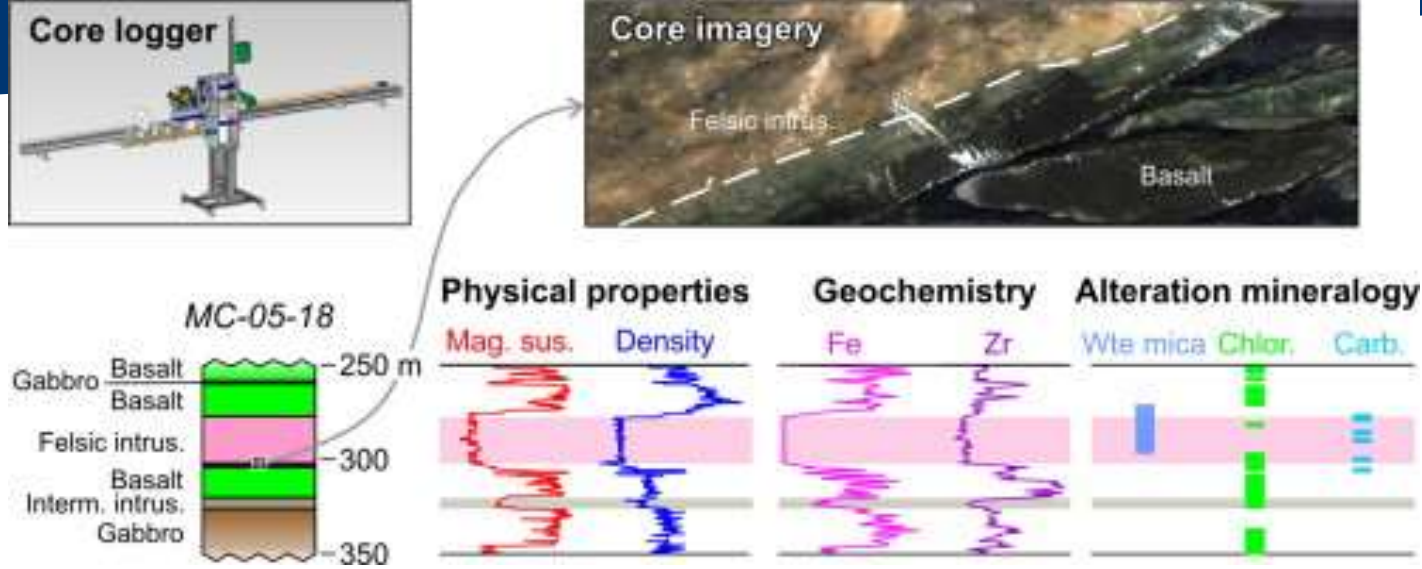 Core logger
Core imagery
Felsic intrus.
Basalt
MC-05-18
Physical properties
Geochemistry
Alteration mineralogy
Mag. sus.
Density
Fe
Zr
Wte mica
Chlor.
Carb.
Basalt
250 m
Gabbro
Basalt
Felsic intrus.
300
Basalt
Interm. intrus.
Gabbro
350